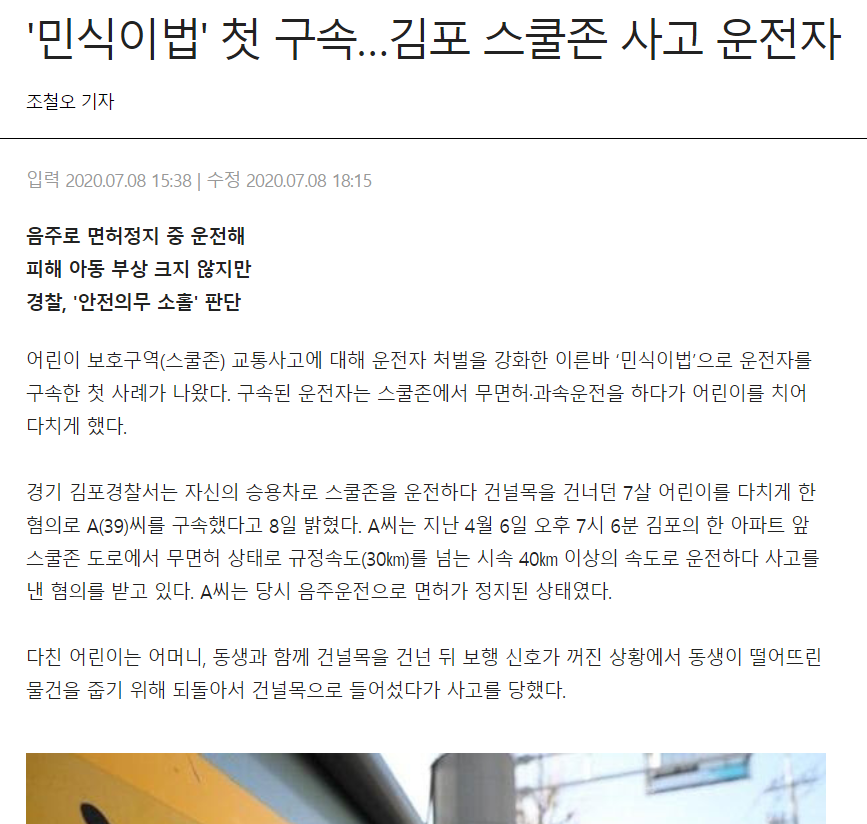 '민식이법' 첫 구속…김포 스쿨존 사고 운전자
조철오 기자
입력 2020.07.08 15:38 | 수정 2020.07.08 18:15
음주로 면허정지 중 운전해
피해 아동 부상 크지 않지만
경찰, '안전의무 소홀' 판단
어린이 보호구역(스쿨존) 교통사고에 대해 운전자 처벌을 강화한 이른바 ‘민식이법’으로 운전자를
구속한 첫 사례가 나왔다. 구속된 운전자는 스쿨존에서 무면허·과속운전을 하다가 어린이를 치어
다치게 했다.
경기 김포경찰서는 자신의 승용차로 스쿨존을 운전하다 건널목을 건너던 7살 어린이를 다치게 한
혐의로 A(39)씨를 구속했다고 8일 밝혔다. A씨는 지난 4월 6일 오후 7시 6분 김포의 한 아파트 앞
스쿨존 도로에서 무면허 상태로 규정속도(30㎞)를 넘는 시속 40㎞ 이상의 속도로 운전하다 사고를
낸 혐의를 받고 있다. A씨는 당시 음주운전으로 면허가 정지된 상태였다.
다친 어린이는 어머니, 동생과 함께 건널목을 건넌 뒤 보행 신호가 꺼진 상황에서 동생이 떨어뜨린
물건을 줍기 위해 되돌아서 건널목으로 들어섰다가 사고를 당했다.